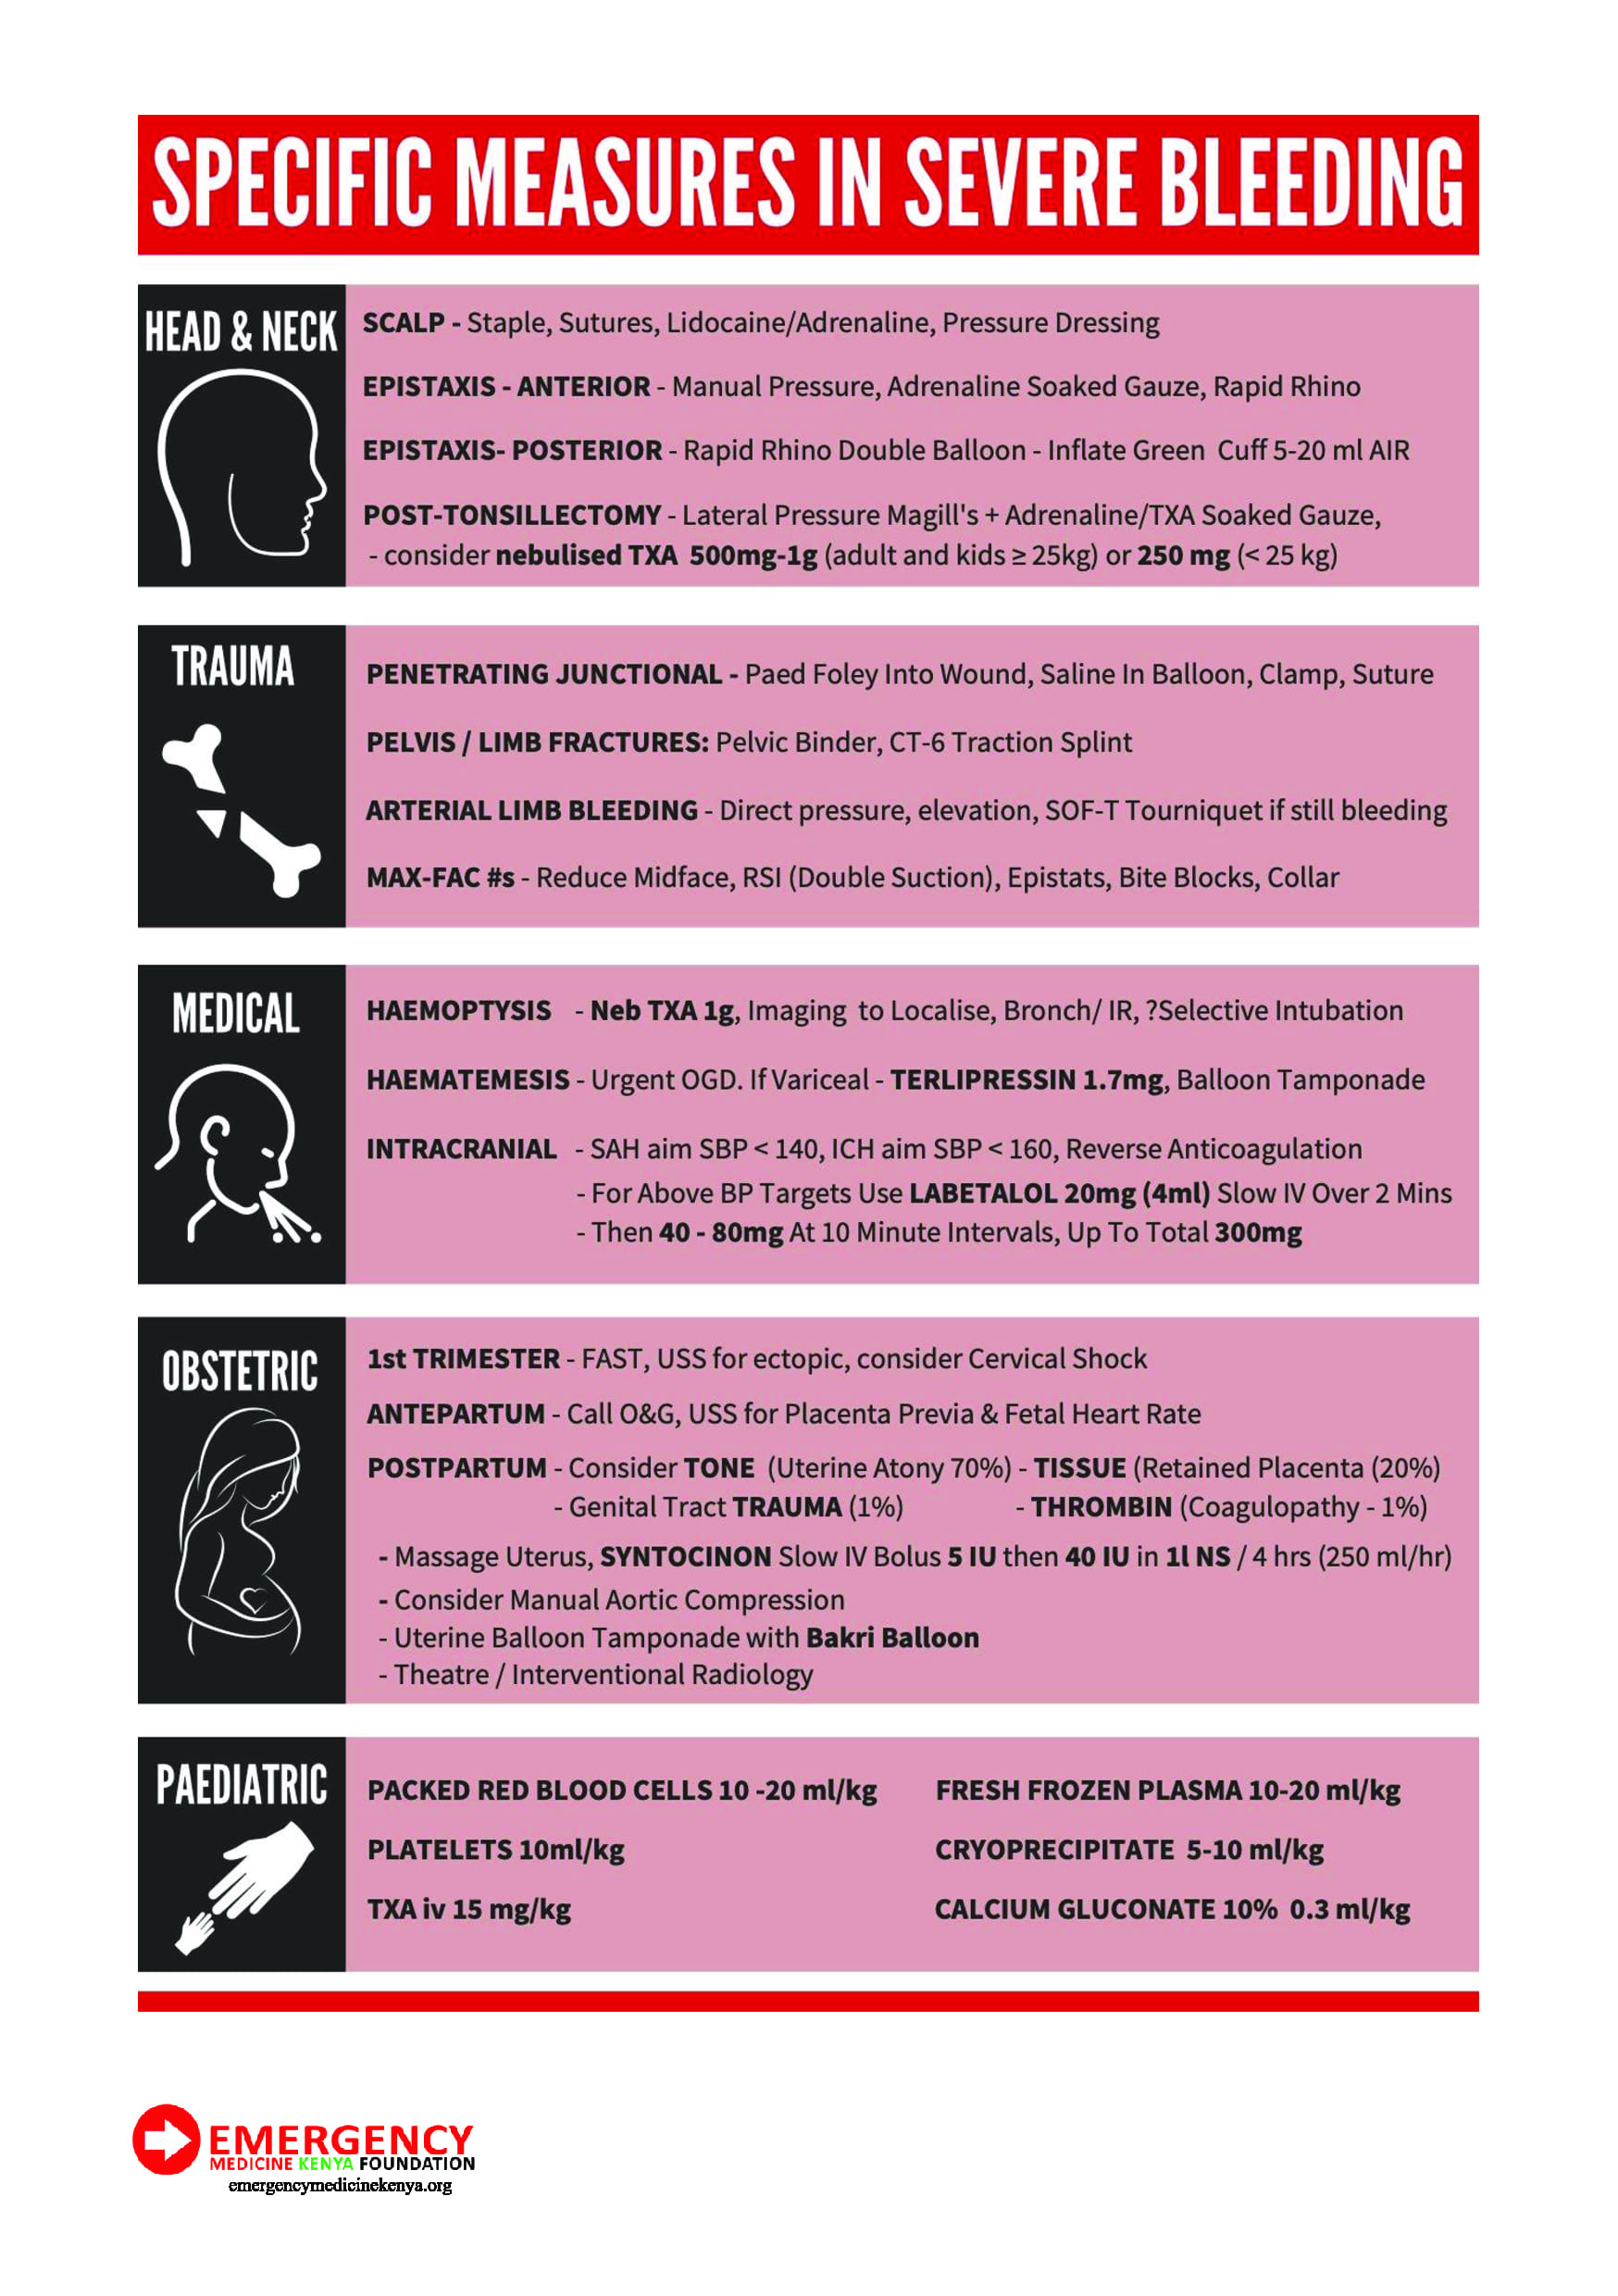 SPECIFIC MEASURES IN SEVERE BLEEDING
HEAD & NECK
SCALP - Staple, Sutures, Lidocaine/Adrenaline, Pressure Dressing
EPISTAXIS - ANTERIOR - Manual Pressure, Adrenaline Soaked Gauze, Rapid Rhino
EPISTAXIS- POSTERIOR - Rapid Rhino Double Balloon - Inflate Green Cuff 5-20 ml AIR
POST-TONSILLECTOMY - Lateral Pressure Magill's + Adrenaline/TXA Soaked Gauze,
- consider nebulised TXA 500mg-1g (adult and kids ≥ 25kg) or 250 mg (< 25 kg)
TRAUMA
PENETRATING JUNCTIONAL - Paed Foley Into Wound, Saline In Balloon, Clamp, Suture
PELVIS / LIMB FRACTURES: Pelvic Binder, CT-6 Traction Splint
ARTERIAL LIMB BLEEDING - Direct pressure, elevation, SOF-T Tourniquet if still bleeding
MAX-FAC #s - Reduce Midface, RSI (Double Suction), Epistats, Bite Blocks, Collar
MEDICAL
HAEMOPTYSIS - Neb TXA 1g, Imaging to Localise, Bronch/ IR, ?Selective Intubation
HAEMATEMESIS - Urgent OGD. If Variceal - TERLIPRESSIN 1.7mg, Balloon Tamponade
INTRACRANIAL - SAH aim SBP < 140, ICH aim SBP < 160, Reverse Anticoagulation
- For Above BP Targets Use LABETALOL 20mg (4ml) Slow IV Over 2 Mins
- Then 40 - 80mg At 10 Minute Intervals, Up To Total 300mg
OBSTETRIC
1st TRIMESTER - FAST, USS for ectopic, consider Cervical Shock
ANTEPARTUM - Call O&G, USS for Placenta Previa & Fetal Heart Rate
POSTPARTUM - Consider TONE (Uterine Atony 70%) - TISSUE (Retained Placenta (20%)
- Genital Tract TRAUMA (1%) - THROMBIN (Coagulopathy - 1%)
- Massage Uterus, SYNTOCINON Slow IV Bolus 5 IU then 40 IU in 1l NS / 4 hrs (250 ml/hr)
- Consider Manual Aortic Compression
- Uterine Balloon Tamponade with Bakri Balloon
- Theatre / Interventional Radiology
PAEDIATRIC
PACKED RED BLOOD CELLS 10 -20 ml/kg FRESH FROZEN PLASMA 10-20 ml/kg
PLATELETS 10ml/kg CRYOPRECIPITATE 5-10 ml/kg
TXA iv 15 mg/kg CALCIUM GLUCONATE 10% 0.3 ml/kg
EMERGENCY
MEDICINE KENYA FOUNDATION
emergencymedicinekenya.org